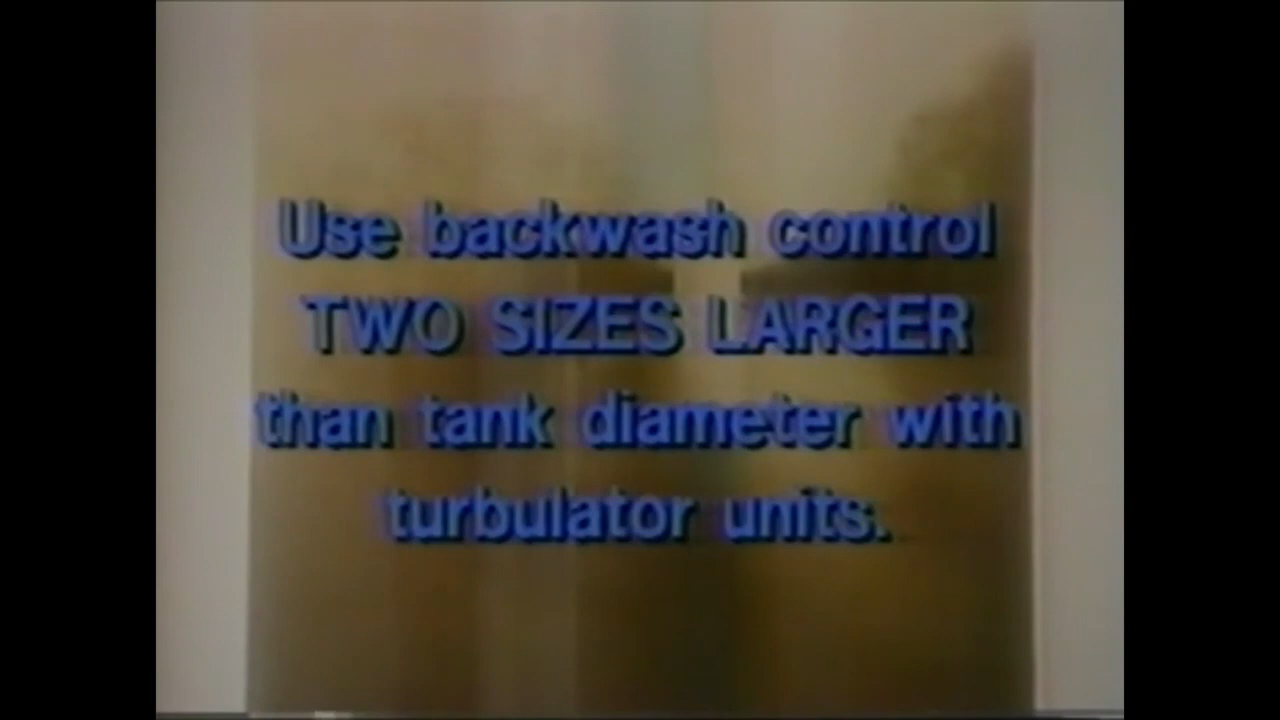 Use backwash control
TWO SIZES LARGER
than tank diameter with
turbulator units.